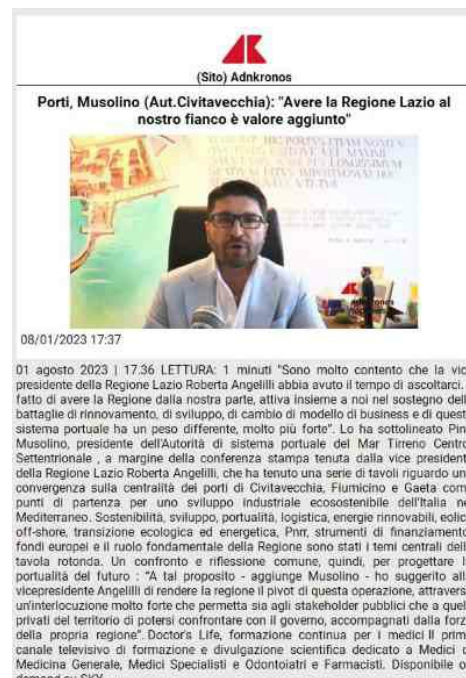 (Sito) Adnkronos
Porti, Musolino (Aut.Civitavecchia): "Avere la Regione Lazio al
nostro fianco è valore aggiunto"
Adnkronos
08/01/2023 17:37
01 agosto 2023 | 17.36 LETTURA: 1 minuti "Sono molto contento che la vic
presidente della Regione Lazio Roberta Angelilli abbia avuto il tempo di ascoltarci.
fatto di avere la Regione dalla nostra parte, attiva insieme a noi nel sostegno dell
battaglie di rinnovamento, di sviluppo, di cambio di modello di business e di quest
sistema portuale ha un peso differente, molto più forte". Lo ha sottolineato Pin
Musolino, presidente dell'Autorità di sistema portuale del Mar Tirreno Centro
Settentrionale , a margine della conferenza stampa tenuta dalla vice president
della Regione Lazio Roberta Angelilli, che ha tenuto una serie di tavoli riguardo un
convergenza sulla centralità dei porti di Civitavecchia, Fiumicino e Gaeta com
punti di partenza per uno sviluppo industriale ecosostenibile dell'Italia ne
Mediterraneo. Sostenibilità, sviluppo, portualità, logistica, energie rinnovabili, eolic
off-shore, transizione ecologica ed energetica, Pnrr, strumenti di finanziamento
fondi europei e il ruolo fondamentale della Regione sono stati i temi centrali dell
tavola rotonda. Un confronto e riflessione comune, quindi, per progettare l
portualità del futuro : "A tal proposito - aggiunge Musolino - ho suggerito all
vicepresidente Angelilli di rendere la regione il pivot di questa operazione, attravers
un'interlocuzione molto forte che permetta sia agli stakeholder pubblici che a quel
privati del territorio di potersi confrontare con il governo, accompagnati dalla forz
della propria regione". Doctor's Life, formazione continua per i medici Il prim
canale televisivo di formazione e divulgazione scientifica dedicato a Medici d
Medicina Generale, Medici Specialisti e Odontoiatri e Farmacisti. Disponibile o
demand su SKY